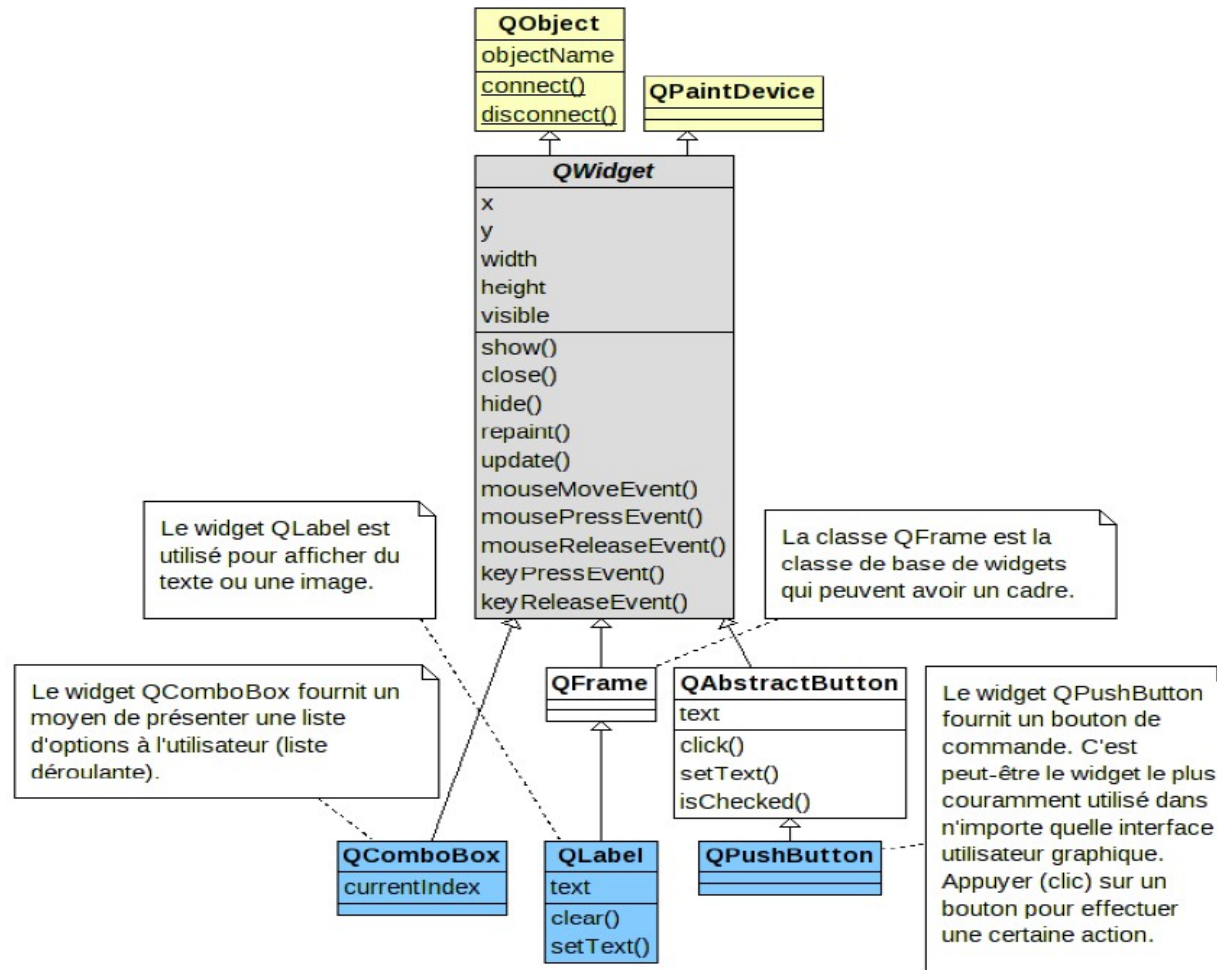 QObject
objectName
connect()
disconnect()
QPaintDevice
QWidget
x
y
width
height
visible
show()
close()
hide()
repaint()
update()
mouseMoveEvent()
mousePressEvent()
mouseReleaseEvent()
keyPressEvent()
keyReleaseEvent()
Le widget QLabel est
utilisé pour afficher du
texte ou une image.
La classe QFrame est la
classe de base de widgets
qui peuvent avoir un cadre.
Le widget QComboBox fournit un
moyen de présenter une liste
d'options à l'utilisateur (liste
déroulante).
QFrame
QAbstractButton
text
click()
setText()
isChecked()
Le widget QPushButton
fournit un bouton de
commande. C'est
peut-être le widget le plus
couramment utilisé dans
n'importe quelle interface
utilisateur graphique.
Appuyer (clic) sur un
bouton pour effectuer
une certaine action.
QComboBox
currentIndex
QLabel
text
clear()
setText()
QPushButton